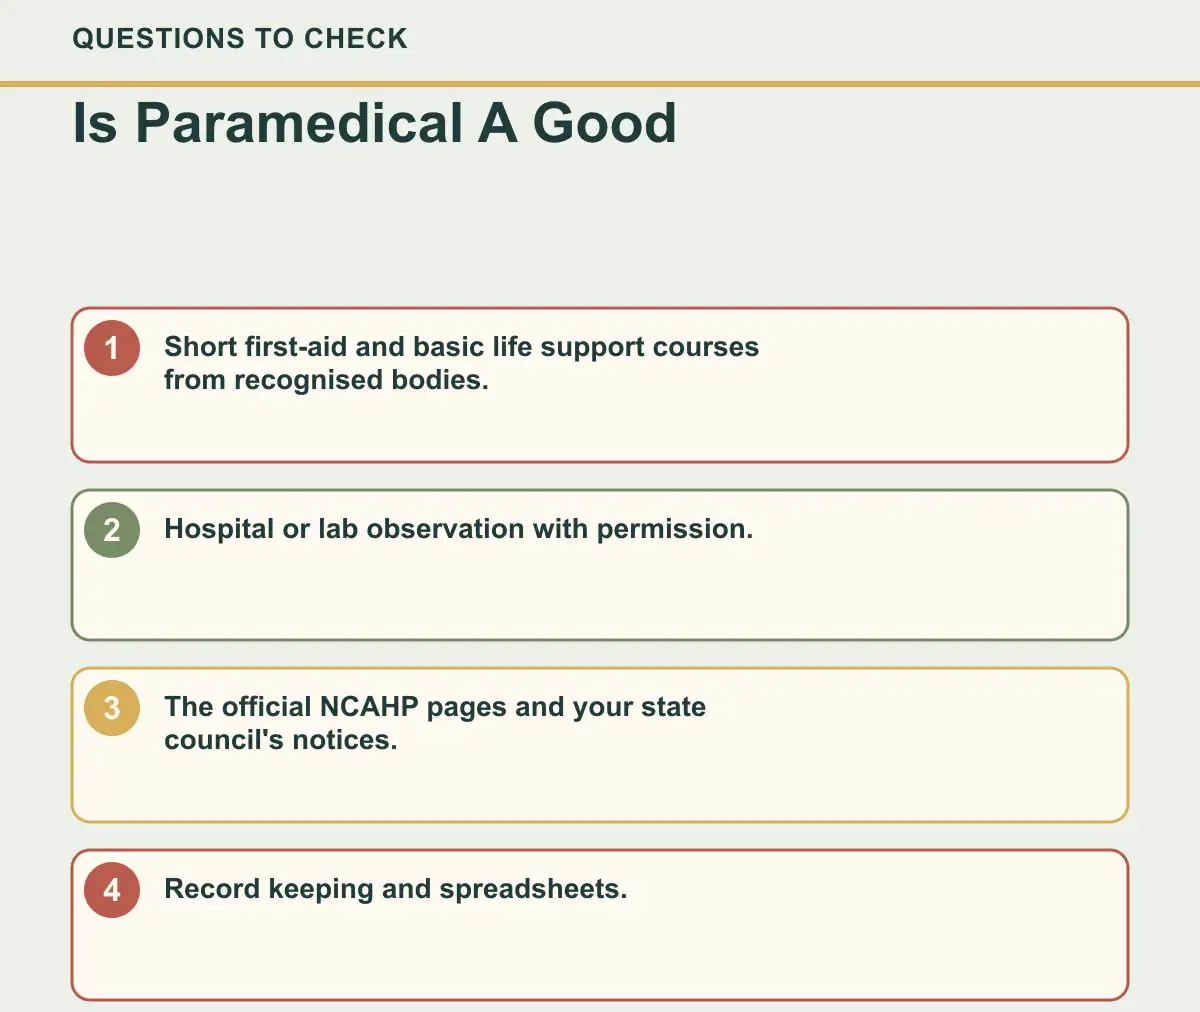 QUESTIONS TO CHECK
Is Paramedical A Good
1
Short first-aid and basic life support courses
from recognised bodies.
2
Hospital or lab observation with permission.
3
The official NCAHP pages and your state
council's notices.
4
Record keeping and spreadsheets.